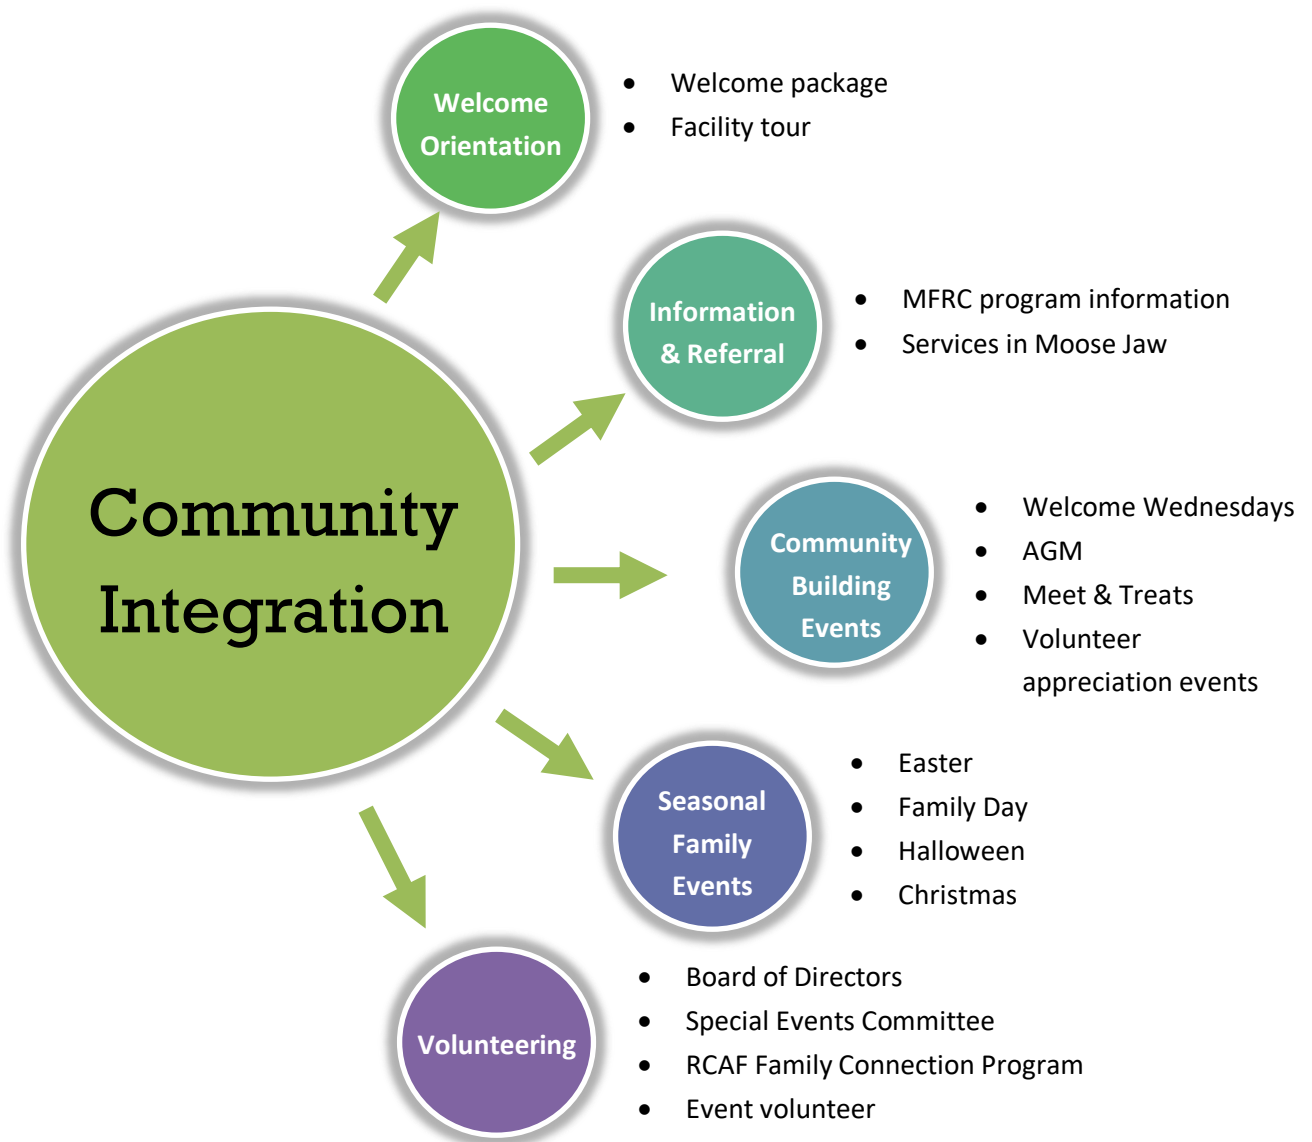 Welcome
Orientation
• Welcome package
• Facility tour
Information
& Referral
• MFRC program information
• Services in Moose Jaw
Community
Integration
Community
Building
Events
• Welcome Wednesdays
• AGM
• Meet & Treats
• Volunteer
appreciation events
Seasonal
Family
Events
• Easter
• Family Day
• Halloween
• Christmas
Volunteering
• Board of Directors
• Special Events Committee
• RCAF Family Connection Program
• Event volunteer